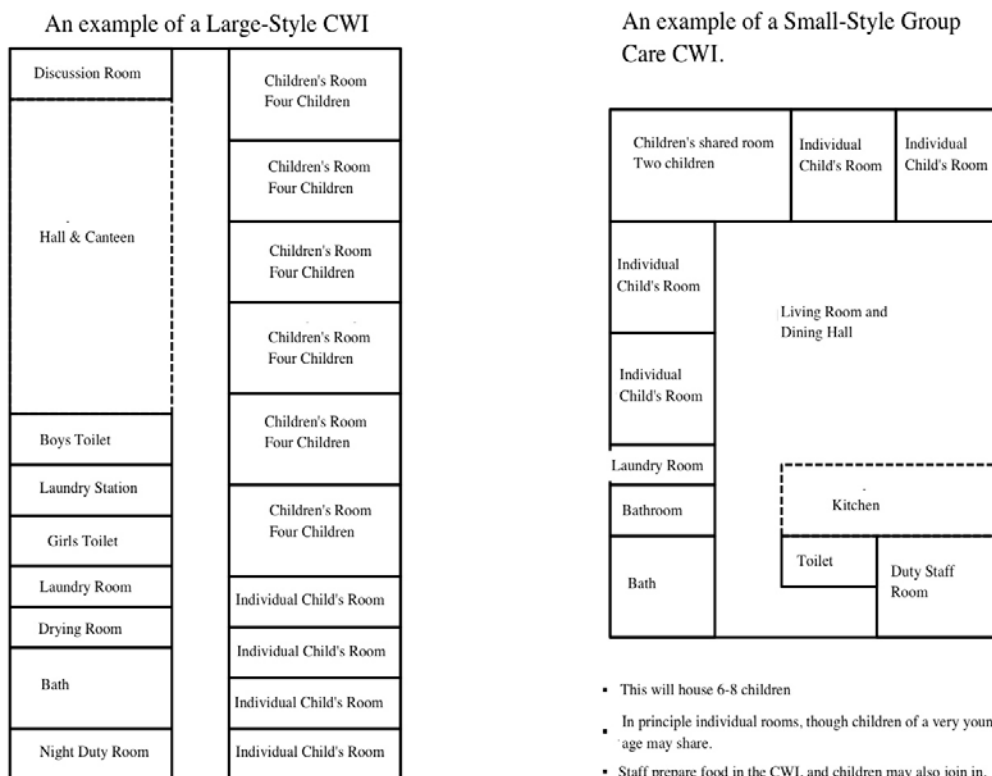 An example of a Large-Style CWI
Discussion Room
Hall & Canteen
Boys Toilet
Laundry Station
Girls Toilet
Laundry Room
Drying Room
Bath
Night Duty Room
Children's Room
Four Children
Children's Room
Four Children
Children's Room
Four Children
Children's Room
Four Children
Children's Room
Four Children
Children's Room
Four Children
Individual Child's Room
Individual Child's Room
Individual Child's Room
Individual Child's Room
An example of a Small-Style Group
Care CWI.
Children's shared room
Two children
Individual
Child's Room
Individual
Child's Room
Individual
Child's Room
Individual
Child's Room
Laundry Room
Bathroom
Bath
Living Room and
Dining Hall
Kitchen
Toilet
Duty Staff
Room
▪ This will house 6-8 children
▪ In principle individual rooms, though children of a very youn
age may share.
▪ Staff prepare food in the CWI, and children may also join in.